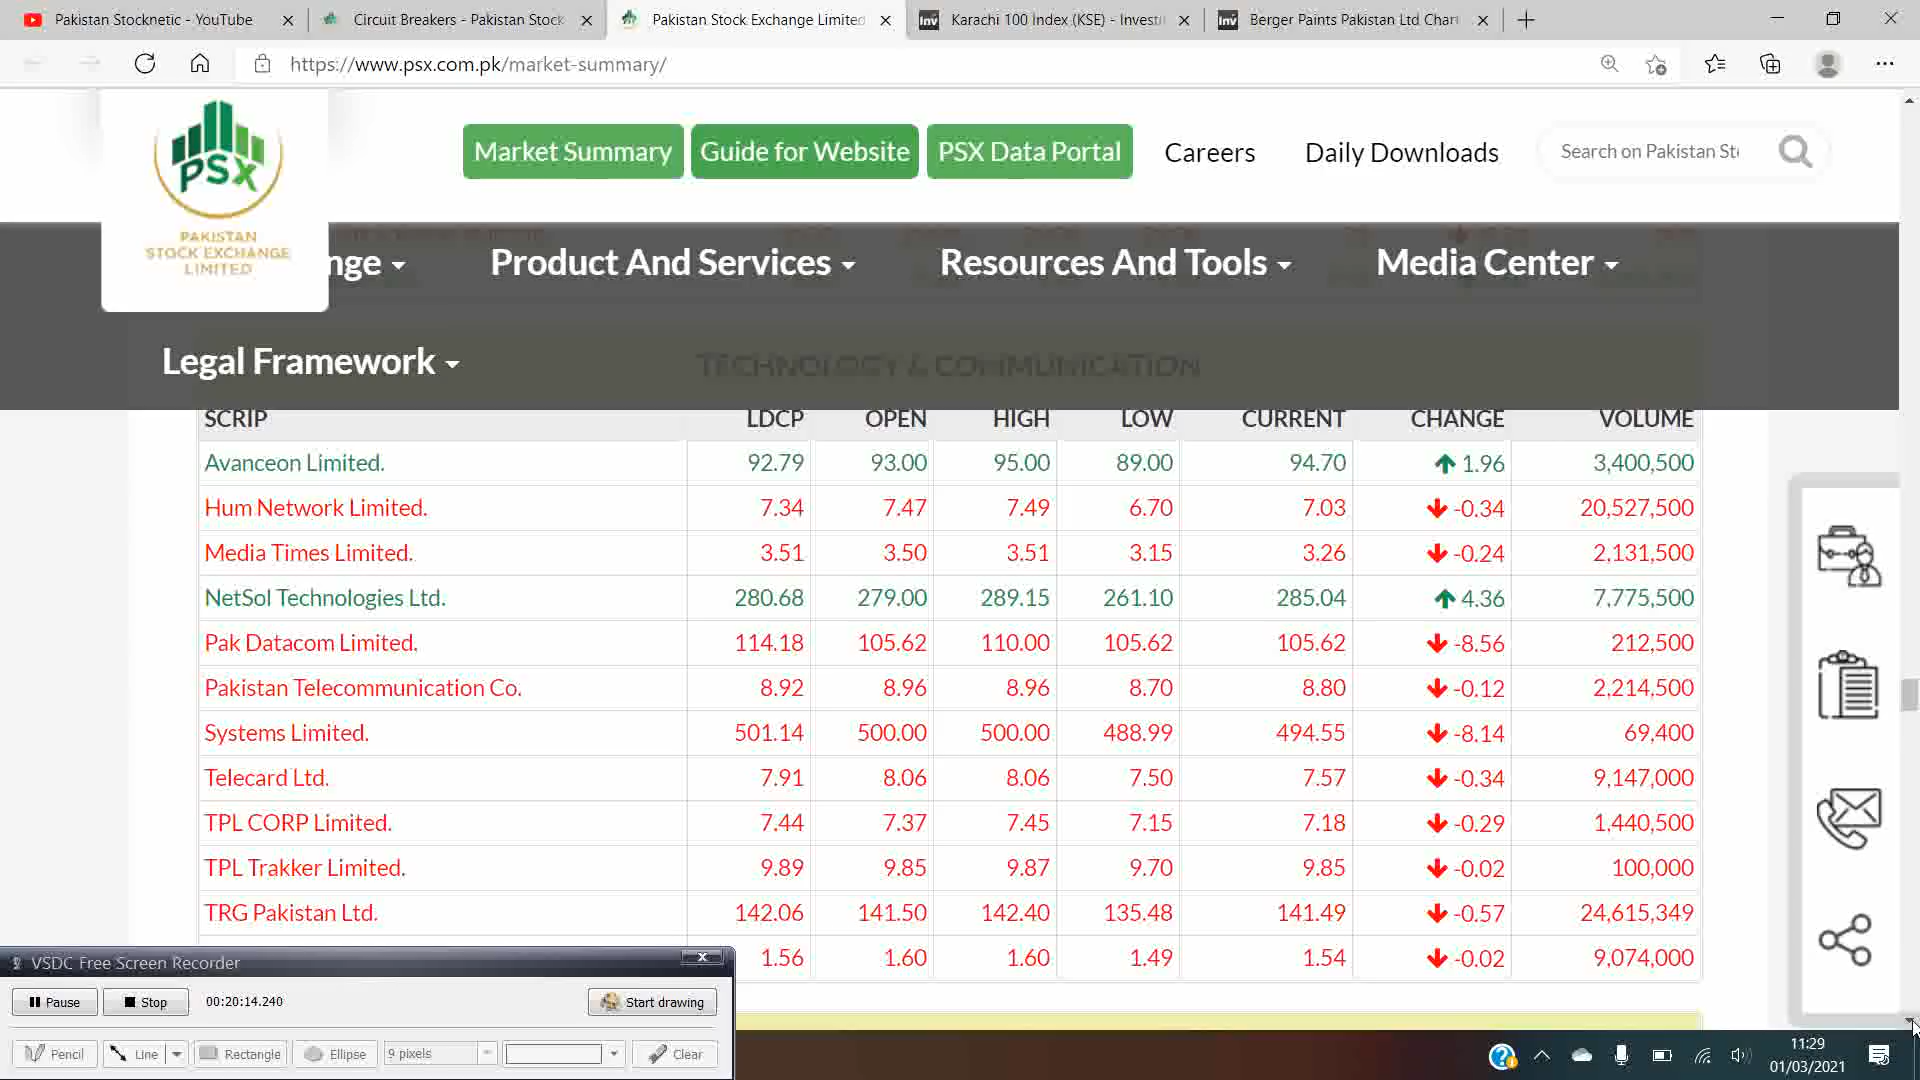 Pakistan Stocknetic - YouTube
Circuit Breakers - Pakistan Stock
Pakistan Stock Exchange Limited
Karachi 100 Index (KSE) - Investi
Berger Paints Pakistan Ltd Chart
https://www.psx.com.pk/market-summary/
PSX
PAKISTAN
STOCK EXCHANGE
LIMITED
Market Summary
Guide for Website
PSX Data Portal
Careers
Daily Downloads
Search on Pakistan Sto
nge
Product And Services
Resources And Tools
Media Center
Legal Framework
TECHNOLOGY & COMMUNICATION
SCRIP LDCP OPEN HIGH LOW CURRENT CHANGE VOLUME
Avanceon Limited. 92.79 93.00 95.00 89.00 94.70 1.96 3,400,500
Hum Network Limited. 7.34 7.47 7.49 6.70 7.03 -0.34 20,527,500
Media Times Limited. 3.51 3.50 3.51 3.15 3.26 -0.24 2,131,500
NetSol Technologies Ltd. 280.68 279.00 289.15 261.10 285.04 4.36 7,775,500
Pak Datacom Limited. 114.18 105.62 110.00 105.62 105.62 -8.56 212,500
Pakistan Telecommunication Co. 8.92 8.96 8.96 8.70 8.80 -0.12 2,214,500
Systems Limited. 501.14 500.00 500.00 488.99 494.55 -8.14 69,400
Telecard Ltd. 7.91 8.06 8.06 7.50 7.57 -0.34 9,147,000
TPL CORP Limited. 7.44 7.37 7.45 7.15 7.18 -0.29 1,440,500
TPL Trakker Limited. 9.89 9.85 9.87 9.70 9.85 -0.02 100,000
TRG Pakistan Ltd. 142.06 141.50 142.40 135.48 141.49 -0.57 24,615,349
1.56 1.60 1.60 1.49 1.54 -0.02 9,074,000
VSDC Free Screen Recorder
Pause Stop 00:20:14.240 Start drawing
Pencil Line Rectangle Ellipse 9 pixels Clear
11:29
01/03/2021